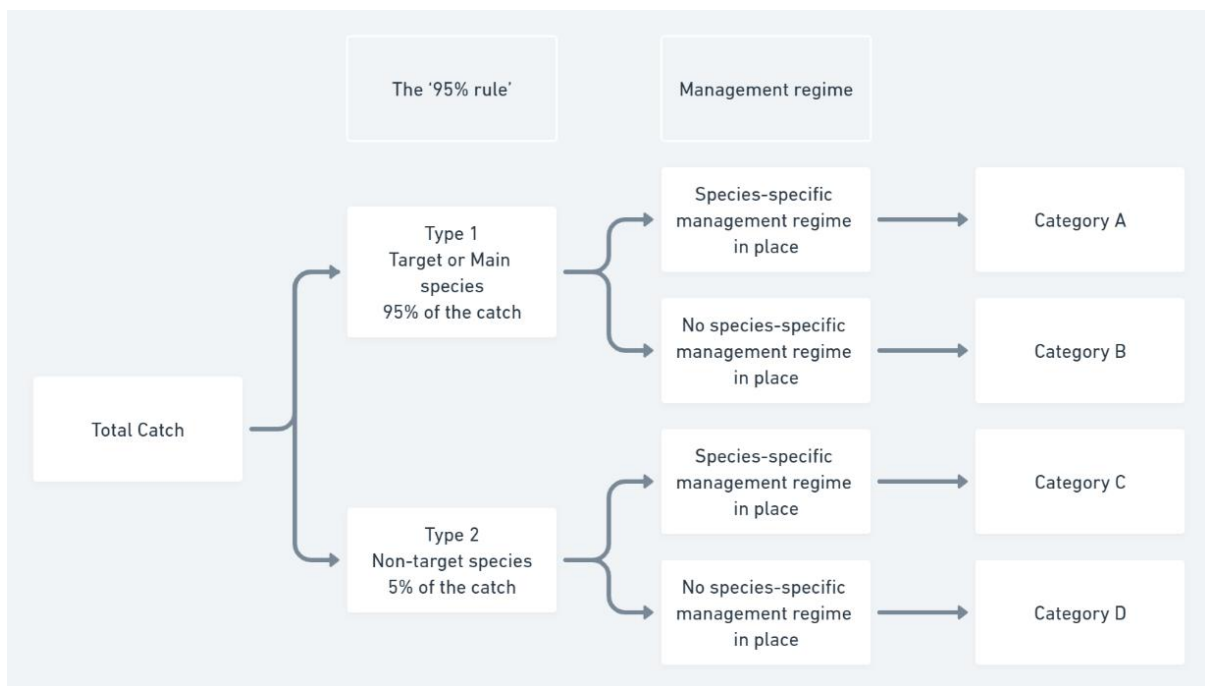 The ‘95% rule’
Management regime
Total Catch
Type 1
Target or Main
species
95% of the catch
Species-specific
management regime
in place
Category A
No species-specific
management regime
in place
Category B
Type 2
Non-target species
5% of the catch
Species-specific
management regime
in place
Category C
No species-specific
management regime
in place
Category D